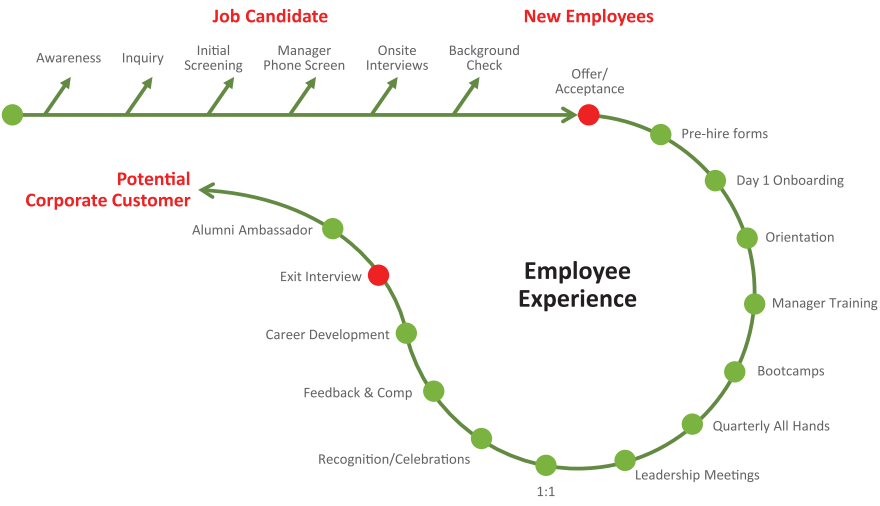 Job Candidate
New Employees
Awareness
Inquiry
Initial
Screening
Manager
Phone Screen
Onsite
Interviews
Background
Check
Offer/
Acceptance
Pre-hire forms
Day 1 Onboarding
Orientation
Manager Training
Bootcamps
Quarterly All Hands
Leadership Meetings
1:1
Recognition/Celebrations
Feedback & Comp
Career Development
Exit Interview
Alumni Ambassador
Potential
Corporate Customer
Employee
Experience